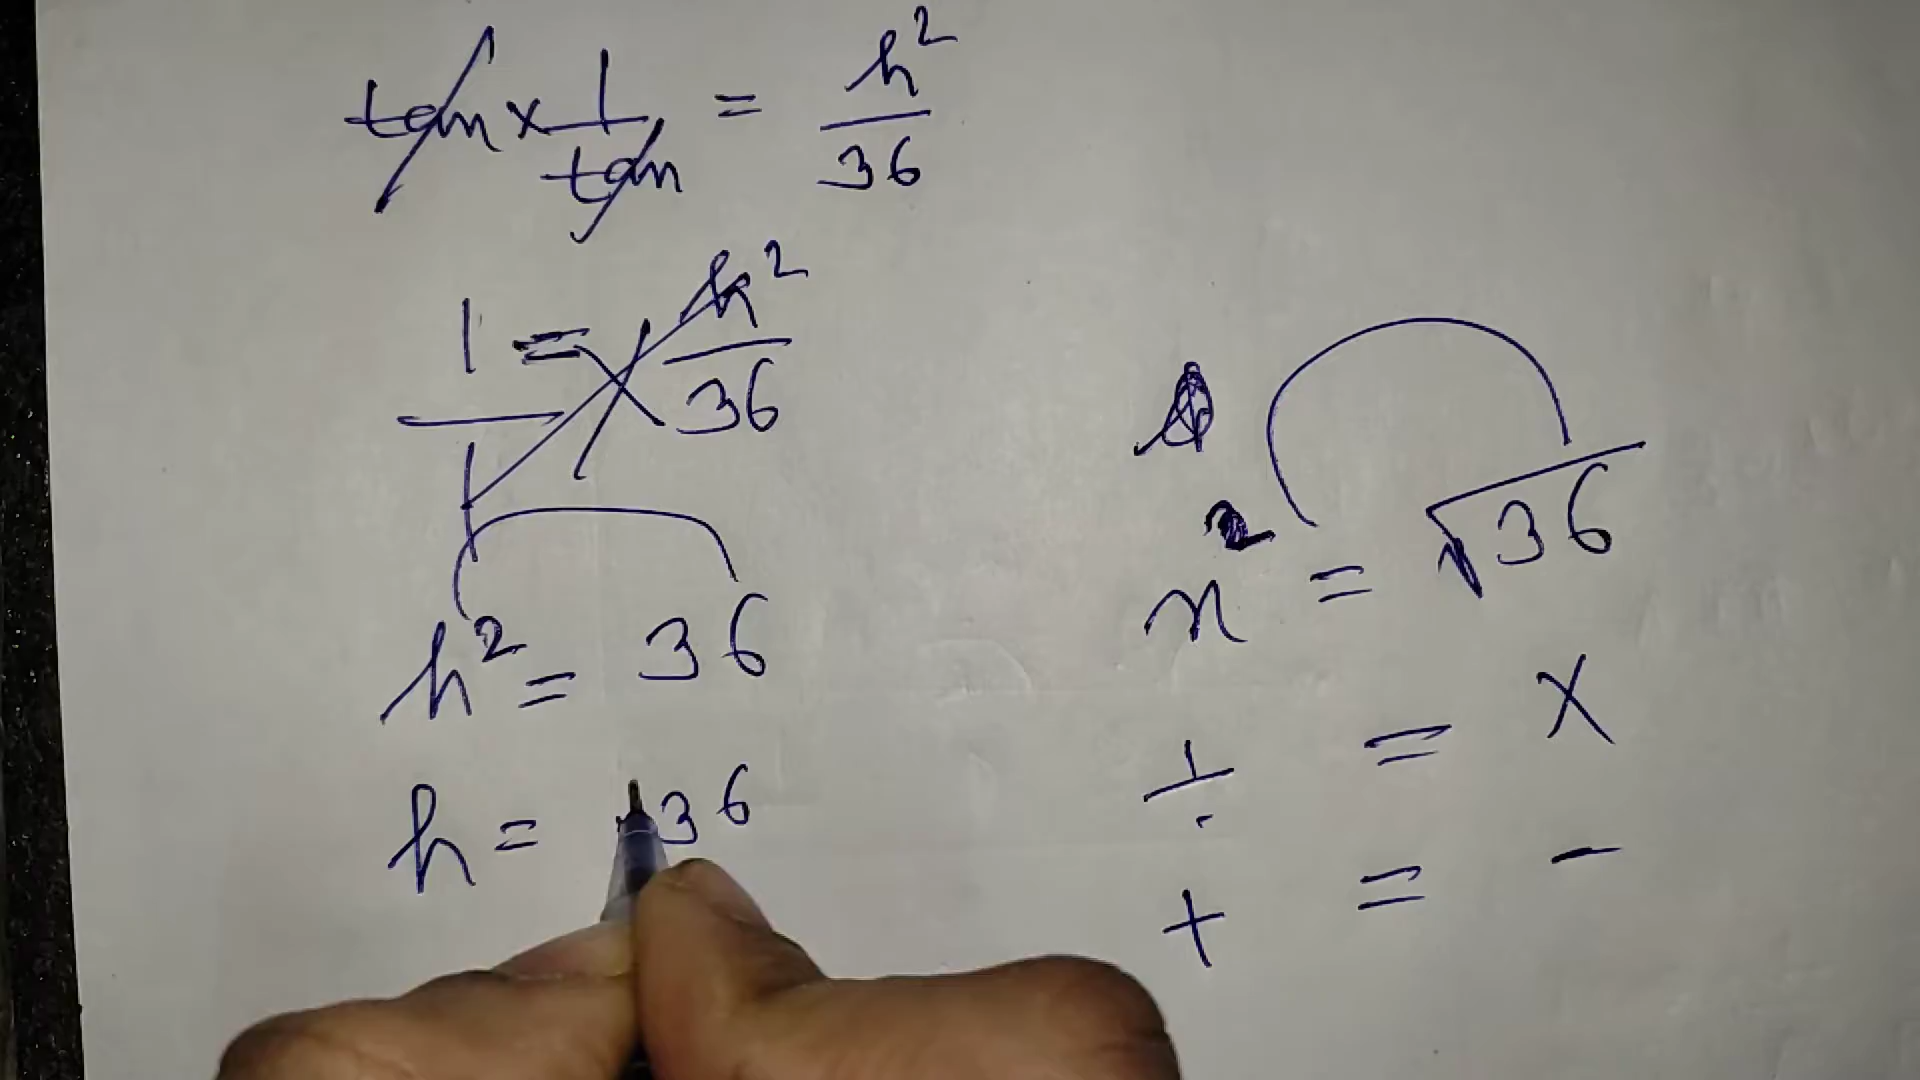 tan × 1/tan = h²/36
1/1 = h²/36
h² = 36
h = √36
x² = √36
÷ = ×
+ = −